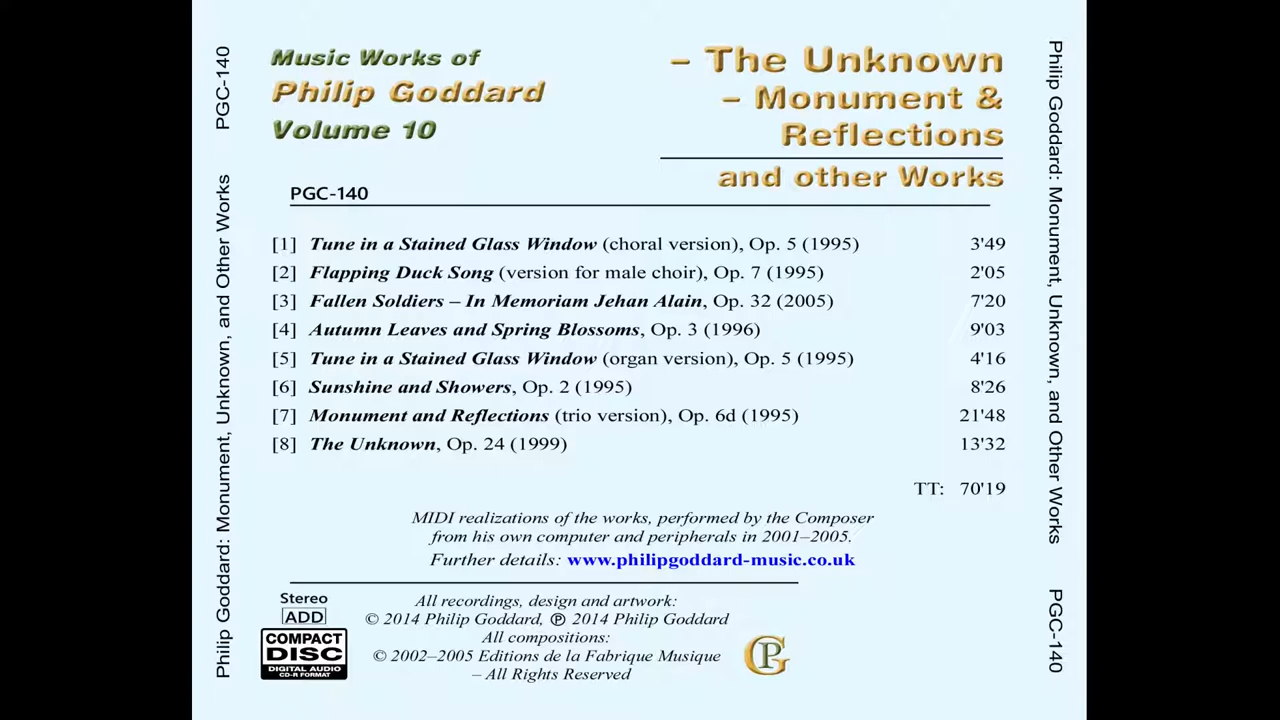 Music Works of
Philip Goddard
Volume 10
– The Unknown
– Monument &
Reflections
and other Works
PGC-140
[1] Tune in a Stained Glass Window (choral version), Op. 5 (1995) 3'49
[2] Flapping Duck Song (version for male choir), Op. 7 (1995) 2'05
[3] Fallen Soldiers – In Memoriam Jehan Alain, Op. 32 (2005) 7'20
[4] Autumn Leaves and Spring Blossoms, Op. 3 (1996) 9'03
[5] Tune in a Stained Glass Window (organ version), Op. 5 (1995) 4'16
[6] Sunshine and Showers, Op. 2 (1995) 8'26
[7] Monument and Reflections (trio version), Op. 6d (1995) 21'48
[8] The Unknown, Op. 24 (1999) 13'32
TT: 70'19
MIDI realizations of the works, performed by the Composer
from his own computer and peripherals in 2001–2005.
Further details: www.philipgoddard-music.co.uk
Stereo
ADD
COMPACT
DISC
DIGITAL AUDIO
CD-R FORMAT
All recordings, design and artwork:
© 2014 Philip Goddard, ℗ 2014 Philip Goddard
All compositions:
© 2002–2005 Editions de la Fabrique Musique
– All Rights Reserved
PG
Philip Goddard: Monument, Unknown, and Other Works PGC-140
Philip Goddard: Monument, Unknown, and Other Works PGC-140